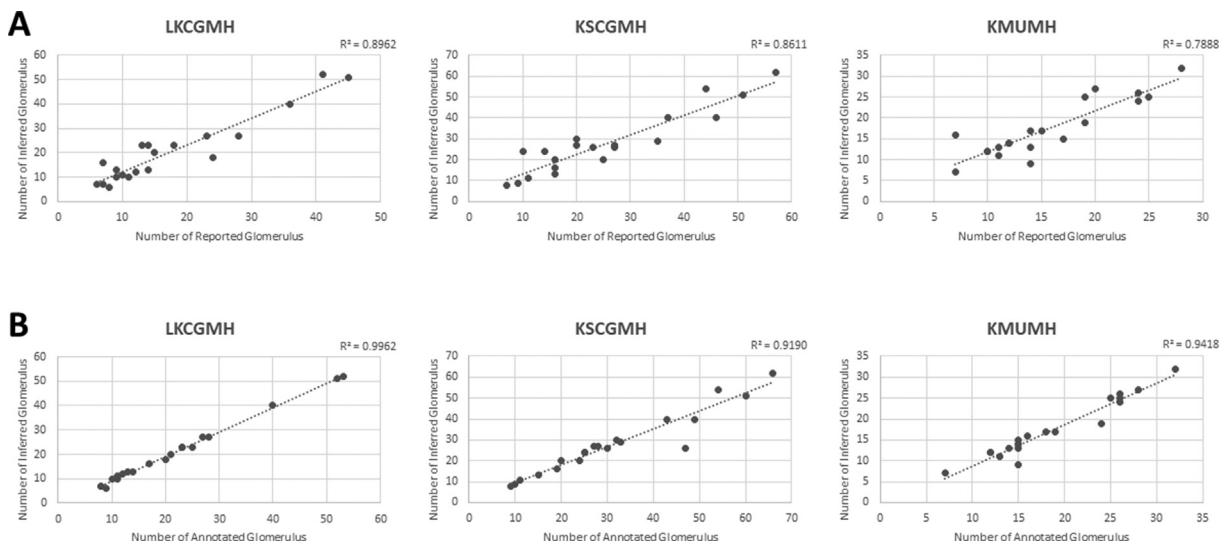 A
LKCGMH
R² = 0.8962
Number of Inferred Glomerulus
60
50
40
30
20
10
0
0 10 20 30 40 50
Number of Reported Glomerulus
KSCGMH
R² = 0.8611
Number of Inferred Glomerulus
70
60
50
40
30
20
10
0
0 10 20 30 40 50 60
Number of Reported Glomerulus
KMUMH
R² = 0.7888
Number of Inferred Glomerulus
35
30
25
20
15
10
5
0
0 5 10 15 20 25 30
Number of Reported Glomerulus
B
LKCGMH
R² = 0.9962
Number of Inferred Glomerulus
60
50
40
30
20
10
0
0 10 20 30 40 50 60
Number of Annotated Glomerulus
KSCGMH
R² = 0.9190
Number of Inferred Glomerulus
70
60
50
40
30
20
10
0
0 10 20 30 40 50 60 70
Number of Annotated Glomerulus
KMUMH
R² = 0.9418
Number of Inferred Glomerulus
35
30
25
20
15
10
5
0
0 5 10 15 20 25 30 35
Number of Annotated Glomerulus